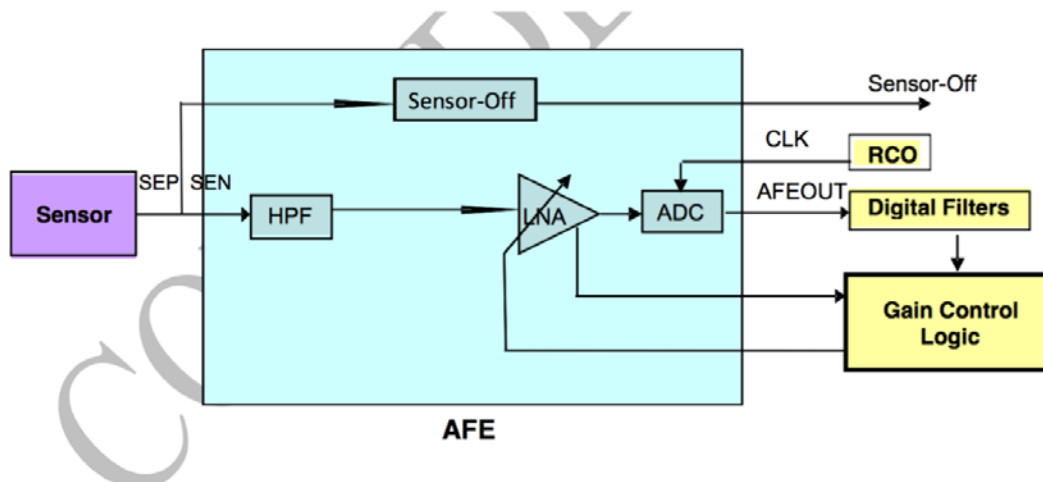 Sensor-Off
Sensor-Off
CLK
RCO
SEP
SEN
AFEOUT
Sensor
HPF
LNA
ADC
Digital Filters
Gain Control
Logic
AFE